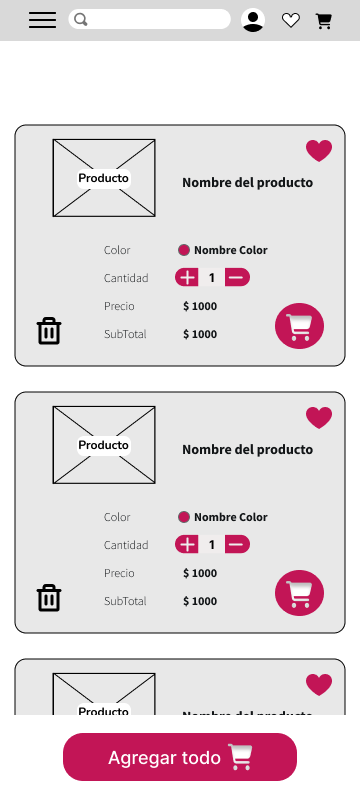 Producto
Nombre del producto
Color Nombre Color
Cantidad 1
Precio $ 1000
SubTotal $ 1000
Producto
Nombre del producto
Color Nombre Color
Cantidad 1
Precio $ 1000
SubTotal $ 1000
Producto
Nombre del producto
Agregar todo